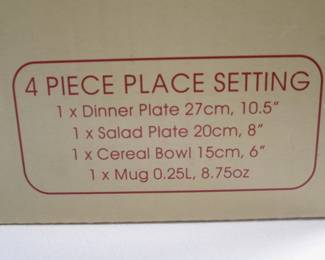 4 PIECE PLACE SETTING
1 x Dinner Plate 27cm, 10.5"
1 x Salad Plate 20cm, 8"
1 x Cereal Bowl 15cm, 6"
1 x Mug 0.25L, 8.75oz